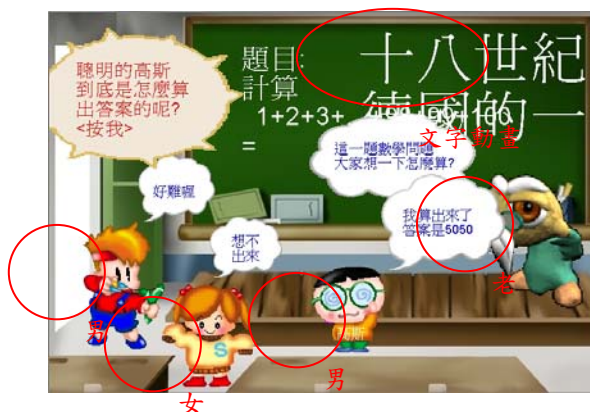 聰明的高斯
到底是怎麼算
出答案的呢?
<按我>
題目:
計算
1+2+3+
=
十八世紀
德國的一
文字動畫
這一題數學問題
大家想一下怎麼算?
好難喔
想不
出來
我算出來了
答案是5050
老
男
女
男
高斯
S